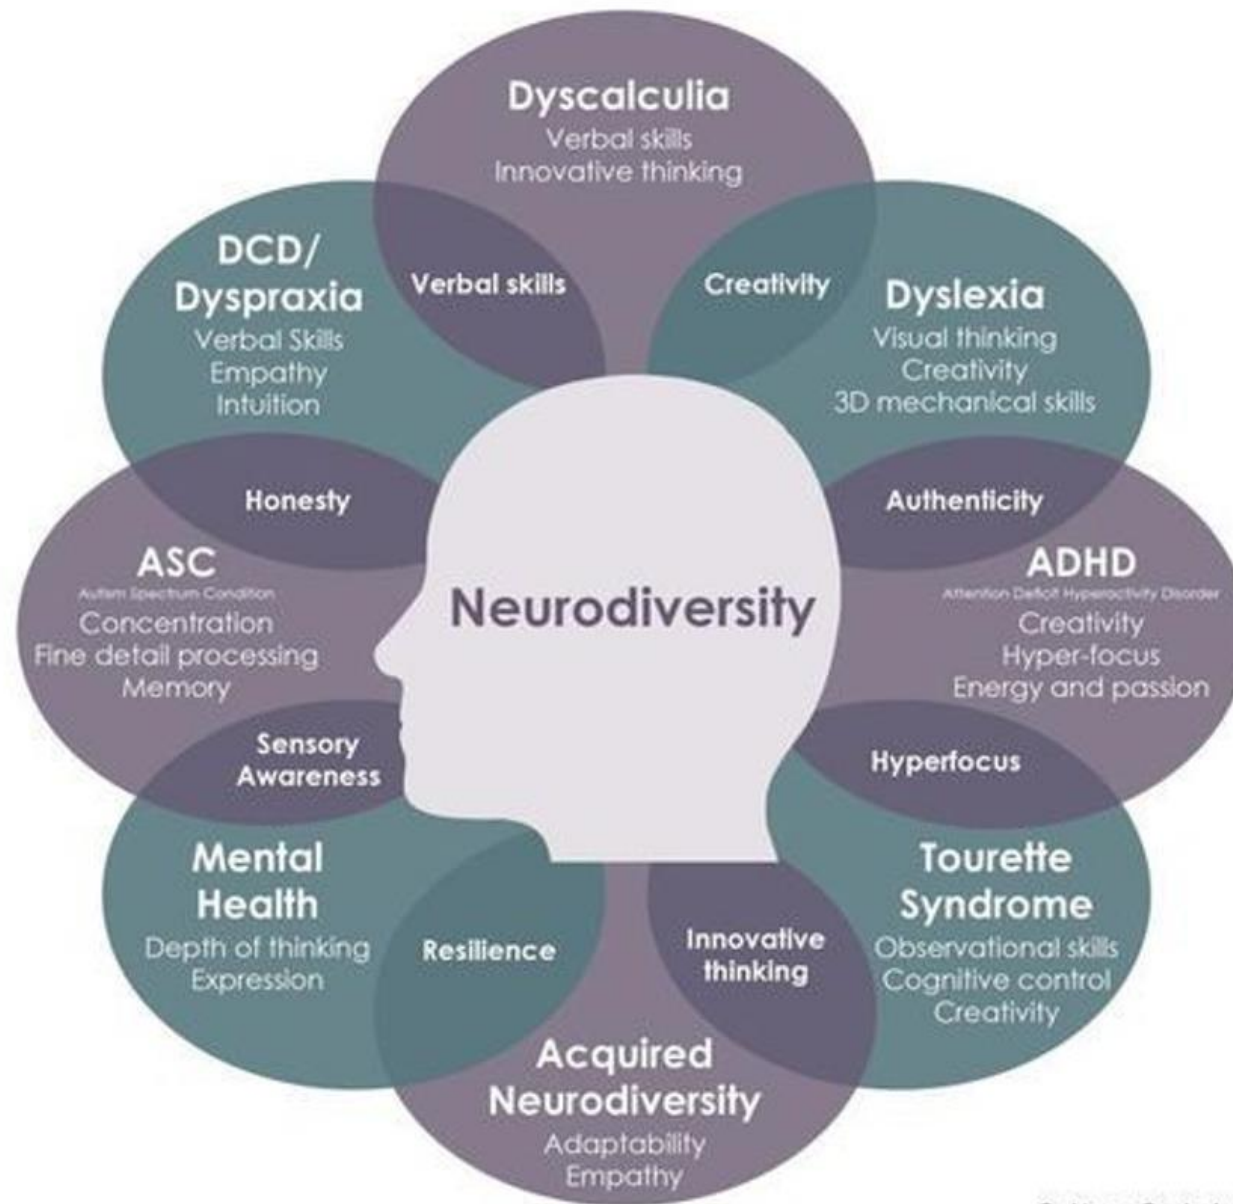 Dyscalculia
Verbal skills
Innovative thinking
DCD/
Dyspraxia
Verbal Skills
Empathy
Intuition
Verbal skills
Creativity
Dyslexia
Visual thinking
Creativity
3D mechanical skills
Honesty
Authenticity
ASC
Autism Spectrum Condition
Concentration
Fine detail processing
Memory
Neurodiversity
ADHD
Attention Deficit Hyperactivity Disorder
Creativity
Hyper-focus
Energy and passion
Sensory
Awareness
Hyperfocus
Mental
Health
Depth of thinking
Expression
Resilience
Innovative
thinking
Tourette
Syndrome
Observational skills
Cognitive control
Creativity
Acquired
Neurodiversity
Adaptability
Empathy